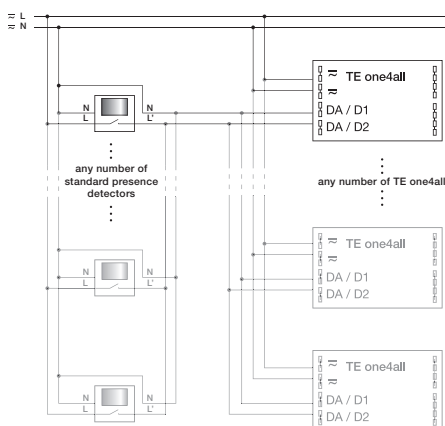 ≂ L
≂ N
≂ TE one4all
≂
N N
L L'
DA / D1
DA / D2
any number of
standard presence
detectors
any number of TE one4all
≂ TE one4all
≂
N N
L L'
DA / D1
DA / D2
≂ TE one4all
≂
N N
L L'
DA / D1
DA / D2